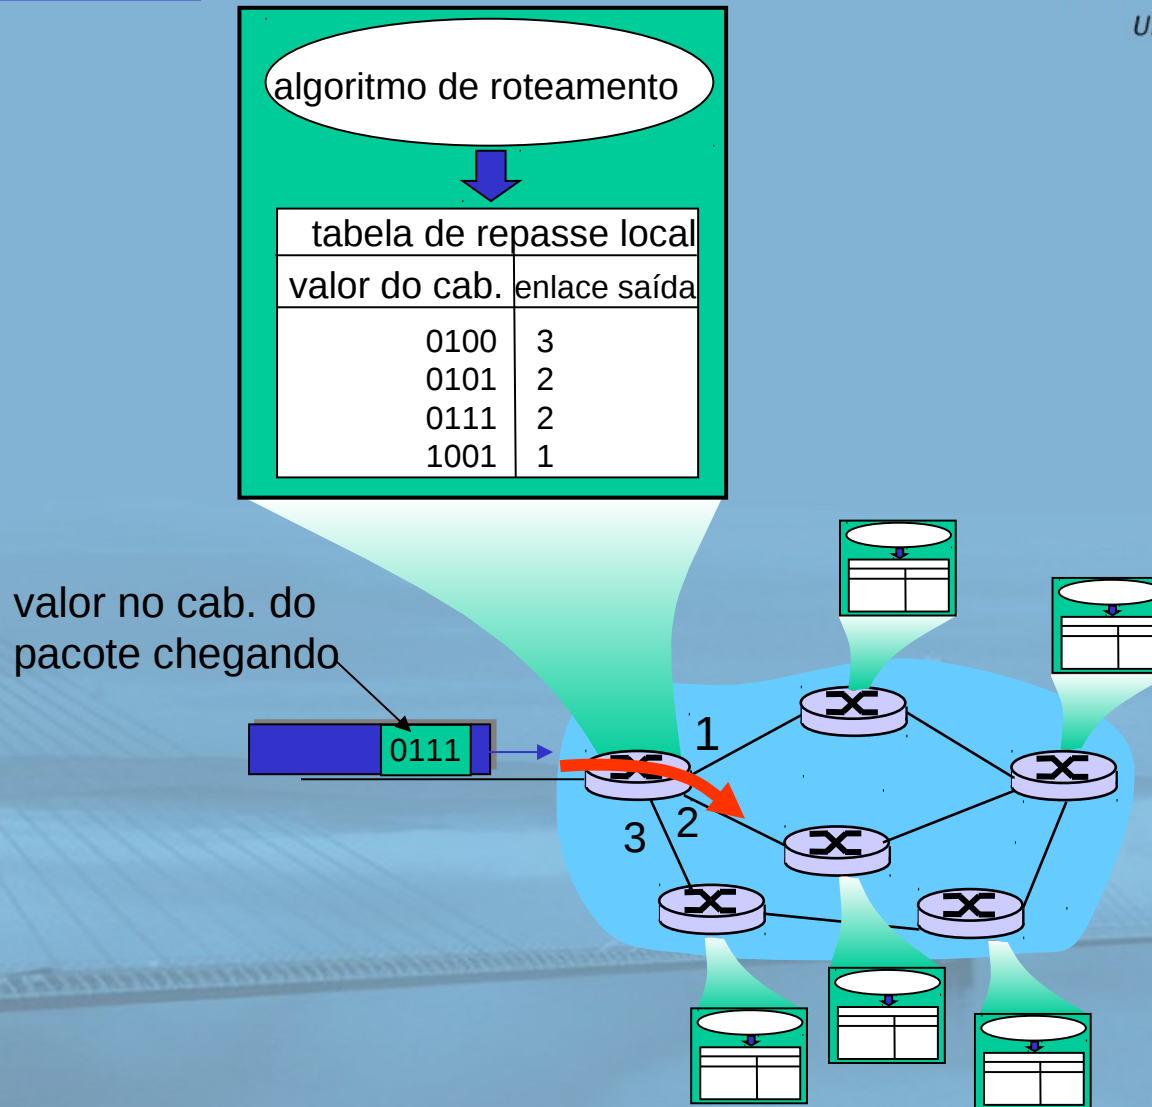 algoritmo de roteamento
tabela de repasse local
valor do cab. enlace saída
0100 3
0101 2
0111 2
1001 1
valor no cab. do
pacote chegando
0111
1
2
3